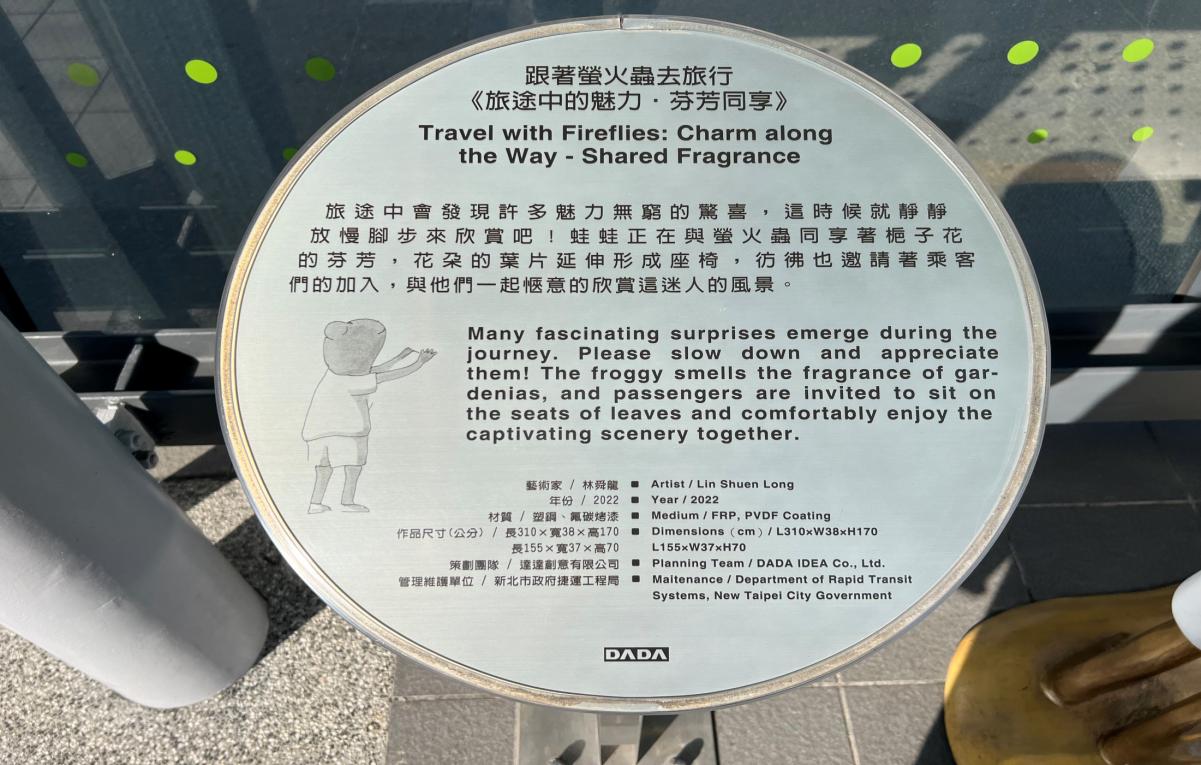 跟著螢火蟲去旅行
《旅途中的魅力・芬芳同享》
Travel with Fireflies: Charm along
the Way - Shared Fragrance
旅途中會發現許多魅力無窮的驚喜，這時候就靜靜
放慢腳步來欣賞吧！蛙蛙正在與螢火蟲同享著梔子花
的芬芳，花朶的葉片延伸形成座椅，彷彿也邀請著乘客
們的加入，與他們一起愜意的欣賞這迷人的風景。
Many fascinating surprises emerge during the
journey. Please slow down and appreciate
them! The froggy smells the fragrance of gar-
denias, and passengers are invited to sit on
the seats of leaves and comfortably enjoy the
captivating scenery together.
藝術家 / 林舜龍 ■ Artist / Lin Shuen Long
年份 / 2022 ■ Year / 2022
材質 / 塑鋼、氟碳烤漆 ■ Medium / FRP, PVDF Coating
作品尺寸(公分) / 長310×寬38×高170 ■ Dimensions（cm）/ L310×W38×H170
長155×寬37×高70 L155×W37×H70
策劃團隊 / 達達創意有限公司 ■ Planning Team / DADA IDEA Co., Ltd.
管理維護單位 / 新北市政府捷運工程局 ■ Maitenance / Department of Rapid Transit
Systems, New Taipei City Government
DADA